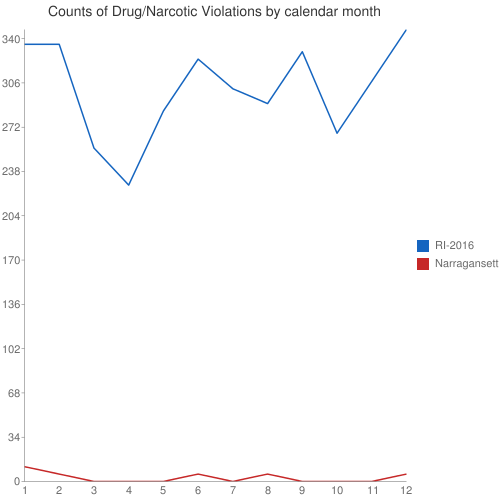 Counts of Drug/Narcotic Violations by calendar month
340
306
272
238
204
170
136
102
68
34
0
1 2 3 4 5 6 7 8 9 10 11 12
RI-2016
Narragansett